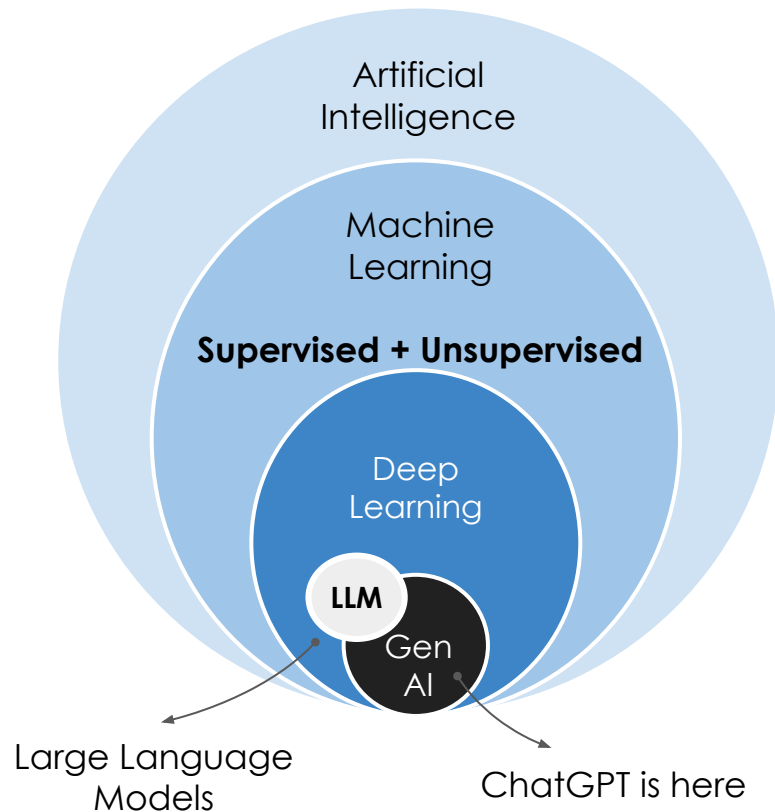 Artificial
Intelligence
Machine
Learning
Supervised + Unsupervised
Deep
Learning
LLM
Gen
AI
Large Language
Models
ChatGPT is here